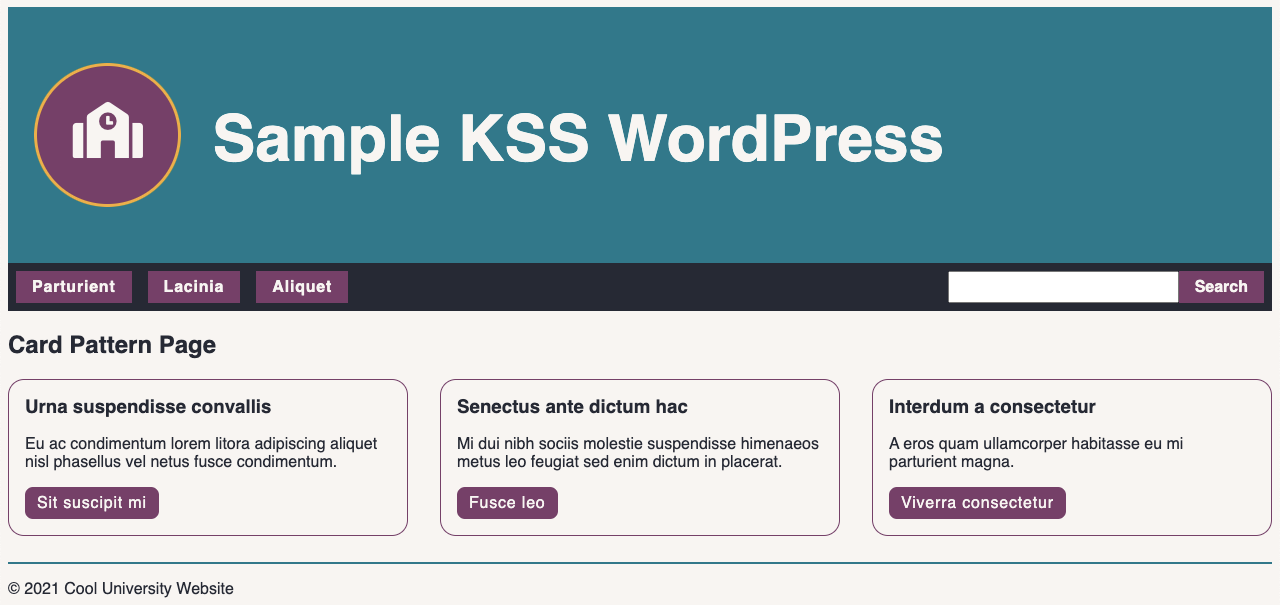 Sample KSS WordPress
Parturient
Lacinia
Aliquet
Search
Card Pattern Page
Urna suspendisse convallis
Eu ac condimentum lorem litora adipiscing aliquet
nisl phasellus vel netus fusce condimentum.
Sit suscipit mi
Senectus ante dictum hac
Mi dui nibh sociis molestie suspendisse himenaeos
metus leo feugiat sed enim dictum in placerat.
Fusce leo
Interdum a consectetur
A eros quam ullamcorper habitasse eu mi
parturient magna.
Viverra consectetur
© 2021 Cool University Website